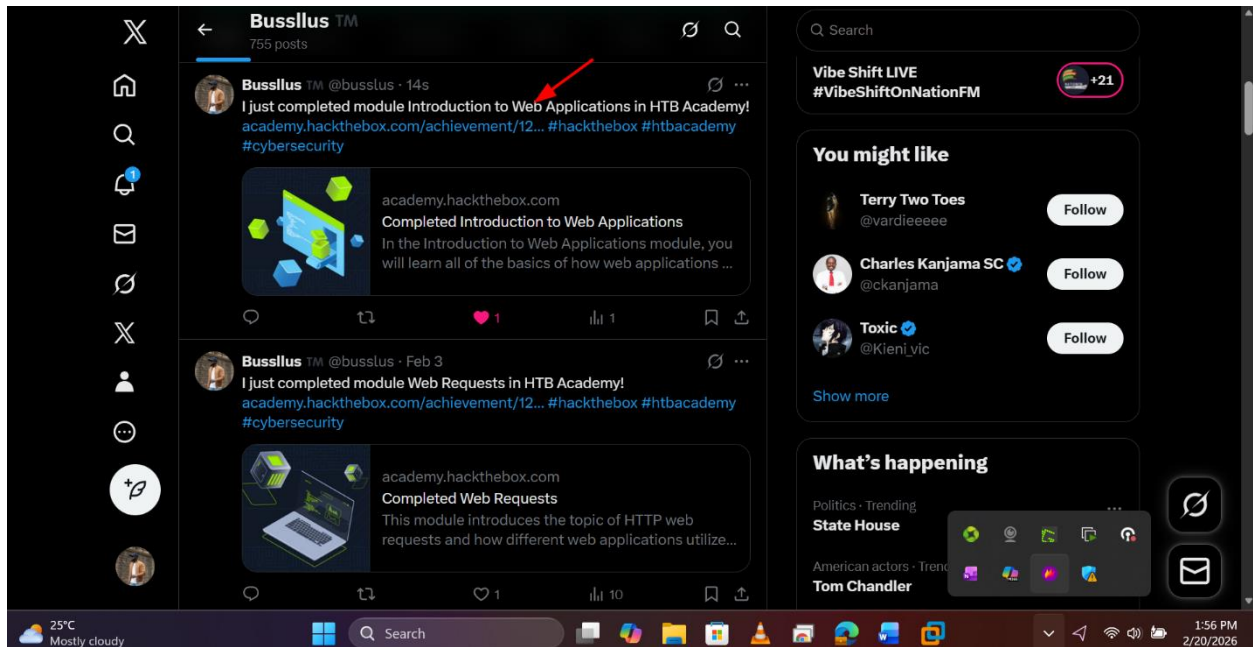 Bussllus TM
755 posts
Bussllus TM @busslus · 14s
I just completed module Introduction to Web Applications in HTB Academy!
academy.hackthebox.com/achievement/12... #hackthebox #htbacademy
#cybersecurity
academy.hackthebox.com
Completed Introduction to Web Applications
In the Introduction to Web Applications module, you
will learn all of the basics of how web applications ...
1
1
Bussllus TM @busslus · Feb 3
I just completed module Web Requests in HTB Academy!
academy.hackthebox.com/achievement/12... #hackthebox #htbacademy
#cybersecurity
academy.hackthebox.com
Completed Web Requests
This module introduces the topic of HTTP web
requests and how different web applications utilize...
1
10
1
Search
Vibe Shift LIVE
#VibeShiftOnNationFM
+21
You might like
Terry Two Toes
@vardieeeee
Follow
Charles Kanjama SC
@ckanjama
Follow
Toxic
@Kieni_vic
Follow
Show more
What's happening
Politics · Trending
State House
American actors · Trend
Tom Chandler
25°C
Mostly cloudy
Search
1:56 PM
2/20/2026